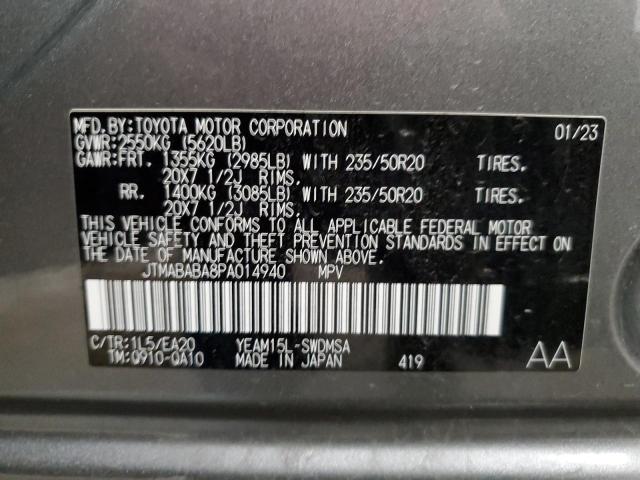 MFD.BY:TOYOTA MOTOR CORPORATION 01/23
GVWR:2550KG (5620LB)
GAWR:FRT. 1355KG (2985LB) WITH 235/50R20 TIRES.
20X7 1/2J RIMS,
RR. 1400KG (3085LB) WITH 235/50R20 TIRES.
20X7 1/2J RIMS,
THIS VEHICLE CONFORMS TO ALL APPLICABLE FEDERAL MOTOR
VEHICLE SAFETY AND THEFT PREVENTION STANDARDS IN EFFECT ON
THE DATE OF MANUFACTURE SHOWN ABOVE.
JTMABABA8PA014940 MPV
C/TR:1L5/EA20 YEAM15L-SWDMSA
TM:Q910-QA10 MADE IN JAPAN 419 AA